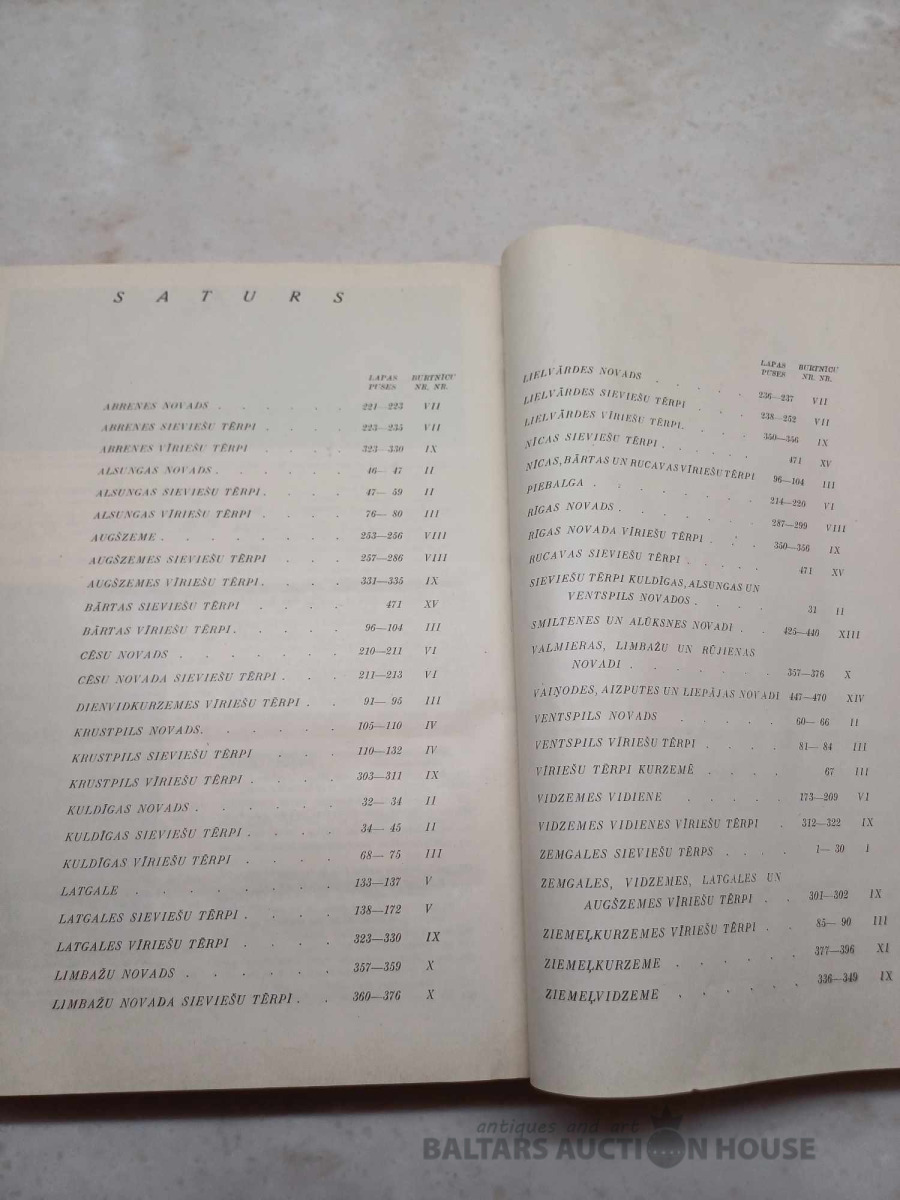 SATURS
LAPAS PUSES BURTNĪCU NR. NR.
ABRENES NOVADS . . . . . . . 221—223 VII
ABRENES SIEVIEŠU TĒRPI . . . . 223—235 VII
ABRENES VĪRIEŠU TĒRPI . . . . 323—330 IX
ALSUNGAS NOVADS . . . . . . 46— 47 II
ALSUNGAS SIEVIEŠU TĒRPI . . . . 47— 59 II
ALSUNGAS VĪRIEŠU TĒRPI . . . . 76— 80 III
AUGŠZEME . . . . . . . . 253—256 VIII
AUGŠZEMES SIEVIEŠU TĒRPI . . . 257—286 VIII
AUGŠZEMES VĪRIEŠU TĒRPI . . . . 331—335 IX
BĀRTAS SIEVIEŠU TĒRPI . . . . 471 XV
BĀRTAS VĪRIEŠU TĒRPI . . . . . 96—104 III
CĒSU NOVADS . . . . . . . 210—211 VI
CĒSU NOVADA SIEVIEŠU TĒRPI . . . 211—213 VI
DIENVIDKURZEMES VĪRIEŠU TĒRPI . . 91— 95 III
KRUSTPILS NOVADS . . . . . . 105—110 IV
KRUSTPILS SIEVIEŠU TĒRPI . . . . 110—132 IV
KRUSTPILS VĪRIEŠU TĒRPI . . . . 303—311 IX
KULDĪGAS NOVADS . . . . . . 32— 34 II
KULDĪGAS SIEVIEŠU TĒRPI . . . . 34— 45 II
KULDĪGAS VĪRIEŠU TĒRPI . . . . 68— 75 III
LATGALE . . . . . . . . 133—137 V
LATGALES SIEVIEŠU TĒRPI . . . . 138—172 V
LATGALES VĪRIEŠU TĒRPI . . . . 323—330 IX
LIMBAŽU NOVADS . . . . . . 357—359 X
LIMBAŽU NOVADA SIEVIEŠU TĒRPI . . 360—376 X
LAPAS PUSES BURTNĪCU NR. NR.
LIELVĀRDES NOVADS . . . . 236—237 VII
LIELVĀRDES SIEVIEŠU TĒRPI . . . 238—252 VII
LIELVĀRDES VĪRIEŠU TĒRPI . . . 350—356 IX
NĪCAS SIEVIEŠU TĒRPI . . . . 471 XV
NĪCAS, BĀRTAS UN RUCAVAS VĪRIEŠU TĒRPI 96—104 III
PIEBALGA . . . . . . . 214—220 VI
RĪGAS NOVADS . . . . . . 287—299 VIII
RĪGAS NOVADA VĪRIEŠU TĒRPI . . . 350—356 IX
RUCAVAS SIEVIEŠU TĒRPI . . . . 471 XV
SIEVIEŠU TĒRPI KULDĪGAS, ALSUNGAS UN
VENTSPILS NOVADOS . . . . 31 II
SMILTENES UN ALŪKSNES NOVADI . . 425—440 XIII
VALMIERAS, LIMBAŽU UN RŪJIENAS
NOVADI . . . . . . 357—376 X
VAIŅODES, AIZPUTES UN LIEPĀJAS NOVADI 447—470 XIV
VENTSPILS NOVADS . . . . . 60— 66 II
VENTSPILS VĪRIEŠU TĒRPI . . . . 81— 84 III
VĪRIEŠU TĒRPI KURZEMĒ . . . . 67 III
VIDZEMES VIDIENE . . . . . 173—209 VI
VIDZEMES VIDIENES VĪRIEŠU TĒRPI . 312—322 IX
ZEMGALES SIEVIEŠU TĒRPS . . . . 1— 30 I
ZEMGALES, VIDZEMES, LATGALES UN
AUGŠZEMES VĪRIEŠU TĒRPI . . 301—302 IX
ZIEMEĻKURZEMES VĪRIEŠU TĒRPI . . 85— 90 III
ZIEMEĻKURZEME . . . . . 377—396 XI
ZIEMEĻVIDZEME . . . . . 336—349 IX
antiques and art
BALTARS AUCTION HOUSE